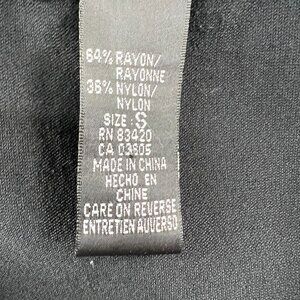 64% RAYON/
RAYONNE
36% NYLON/
NYLON
SIZE: S
RN 83420
CA 03605
MADE IN CHINA
HECHO EN
CHINE
CARE ON REVERSE
ENTRETIEN AUVERSO